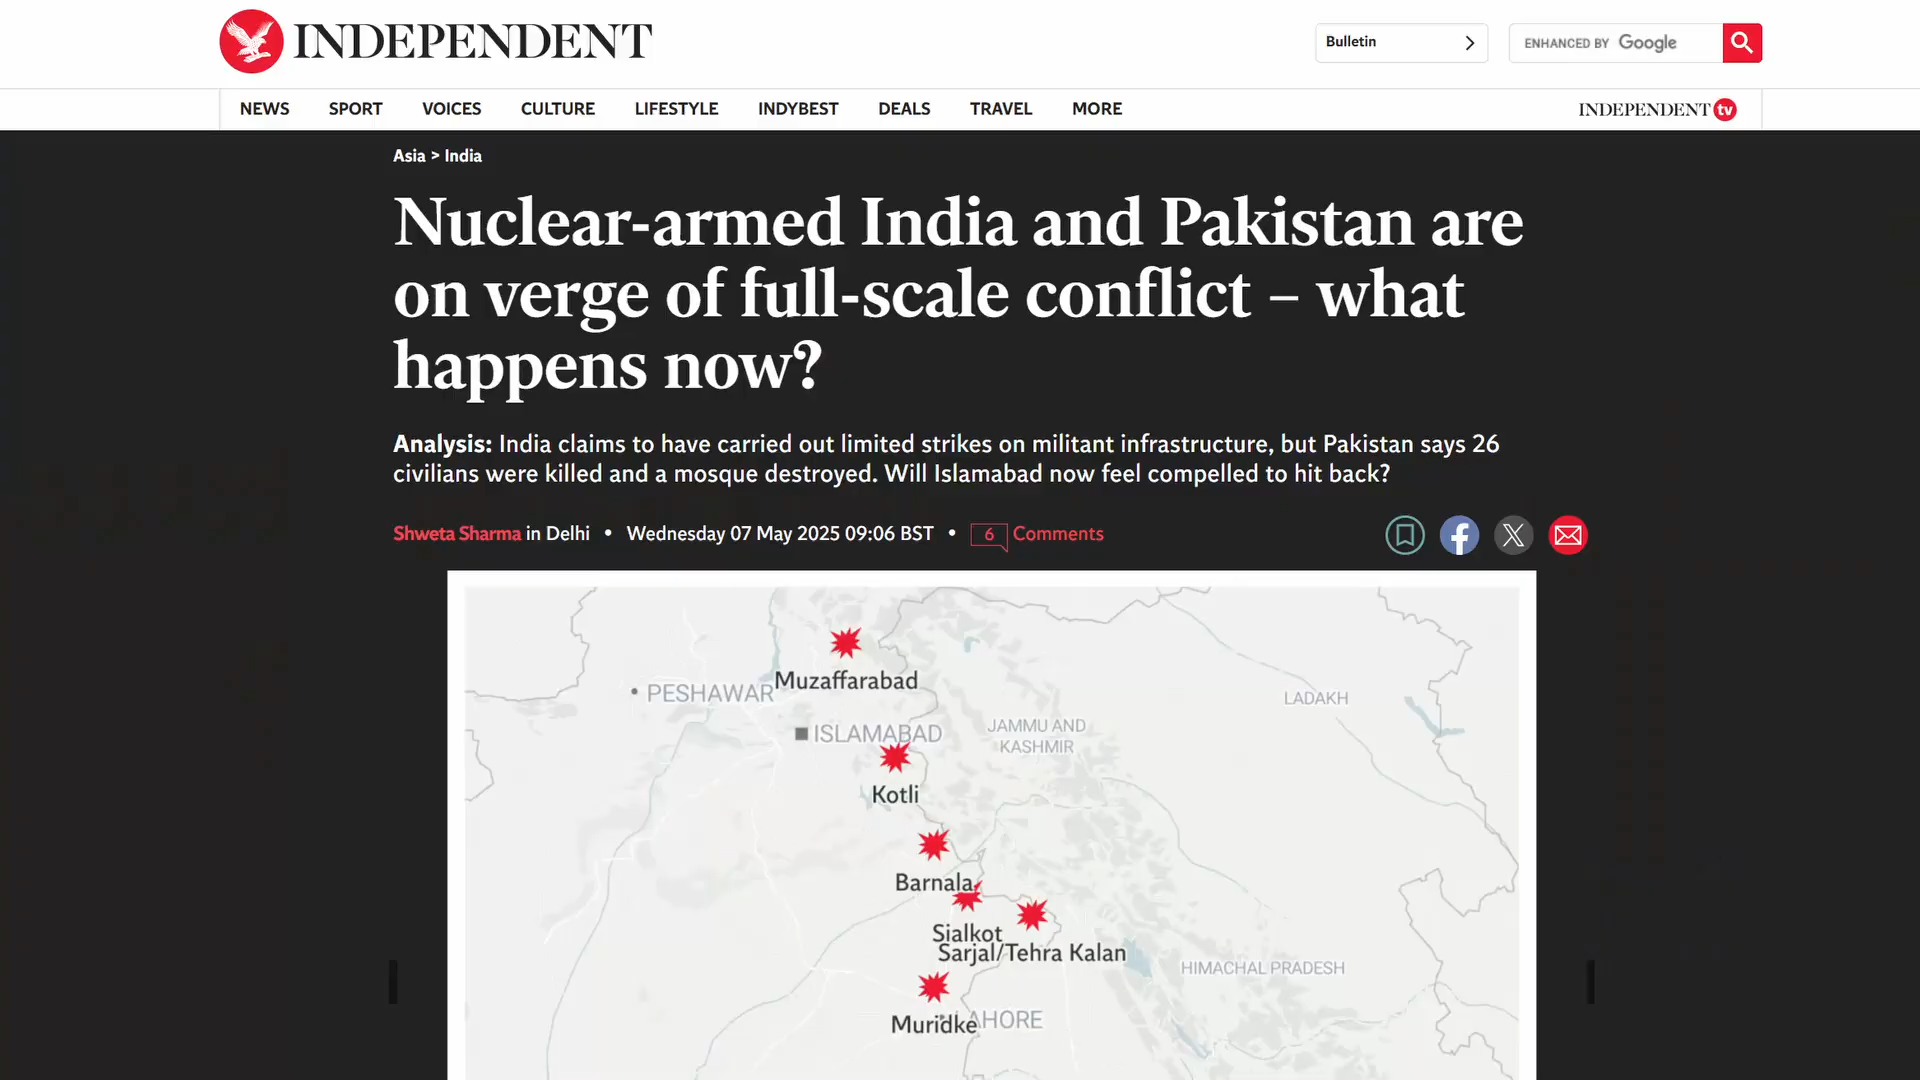 INDEPENDENT
Bulletin
ENHANCED BY Google
NEWS SPORT VOICES CULTURE LIFESTYLE INDYBEST DEALS TRAVEL MORE
INDEPENDENT tv
Asia > India
Nuclear-armed India and Pakistan are
on verge of full-scale conflict – what
happens now?
Analysis: India claims to have carried out limited strikes on militant infrastructure, but Pakistan says 26
civilians were killed and a mosque destroyed. Will Islamabad now feel compelled to hit back?
Shweta Sharma in Delhi • Wednesday 07 May 2025 09:06 BST • 6 Comments
Muzaffarabad
PESHAWAR
LADAKH
ISLAMABAD
JAMMU AND
KASHMIR
Kotli
Barnala
Sialkot
Sarjal/Tehra Kalan
HIMACHAL PRADESH
Muridke
LAHORE